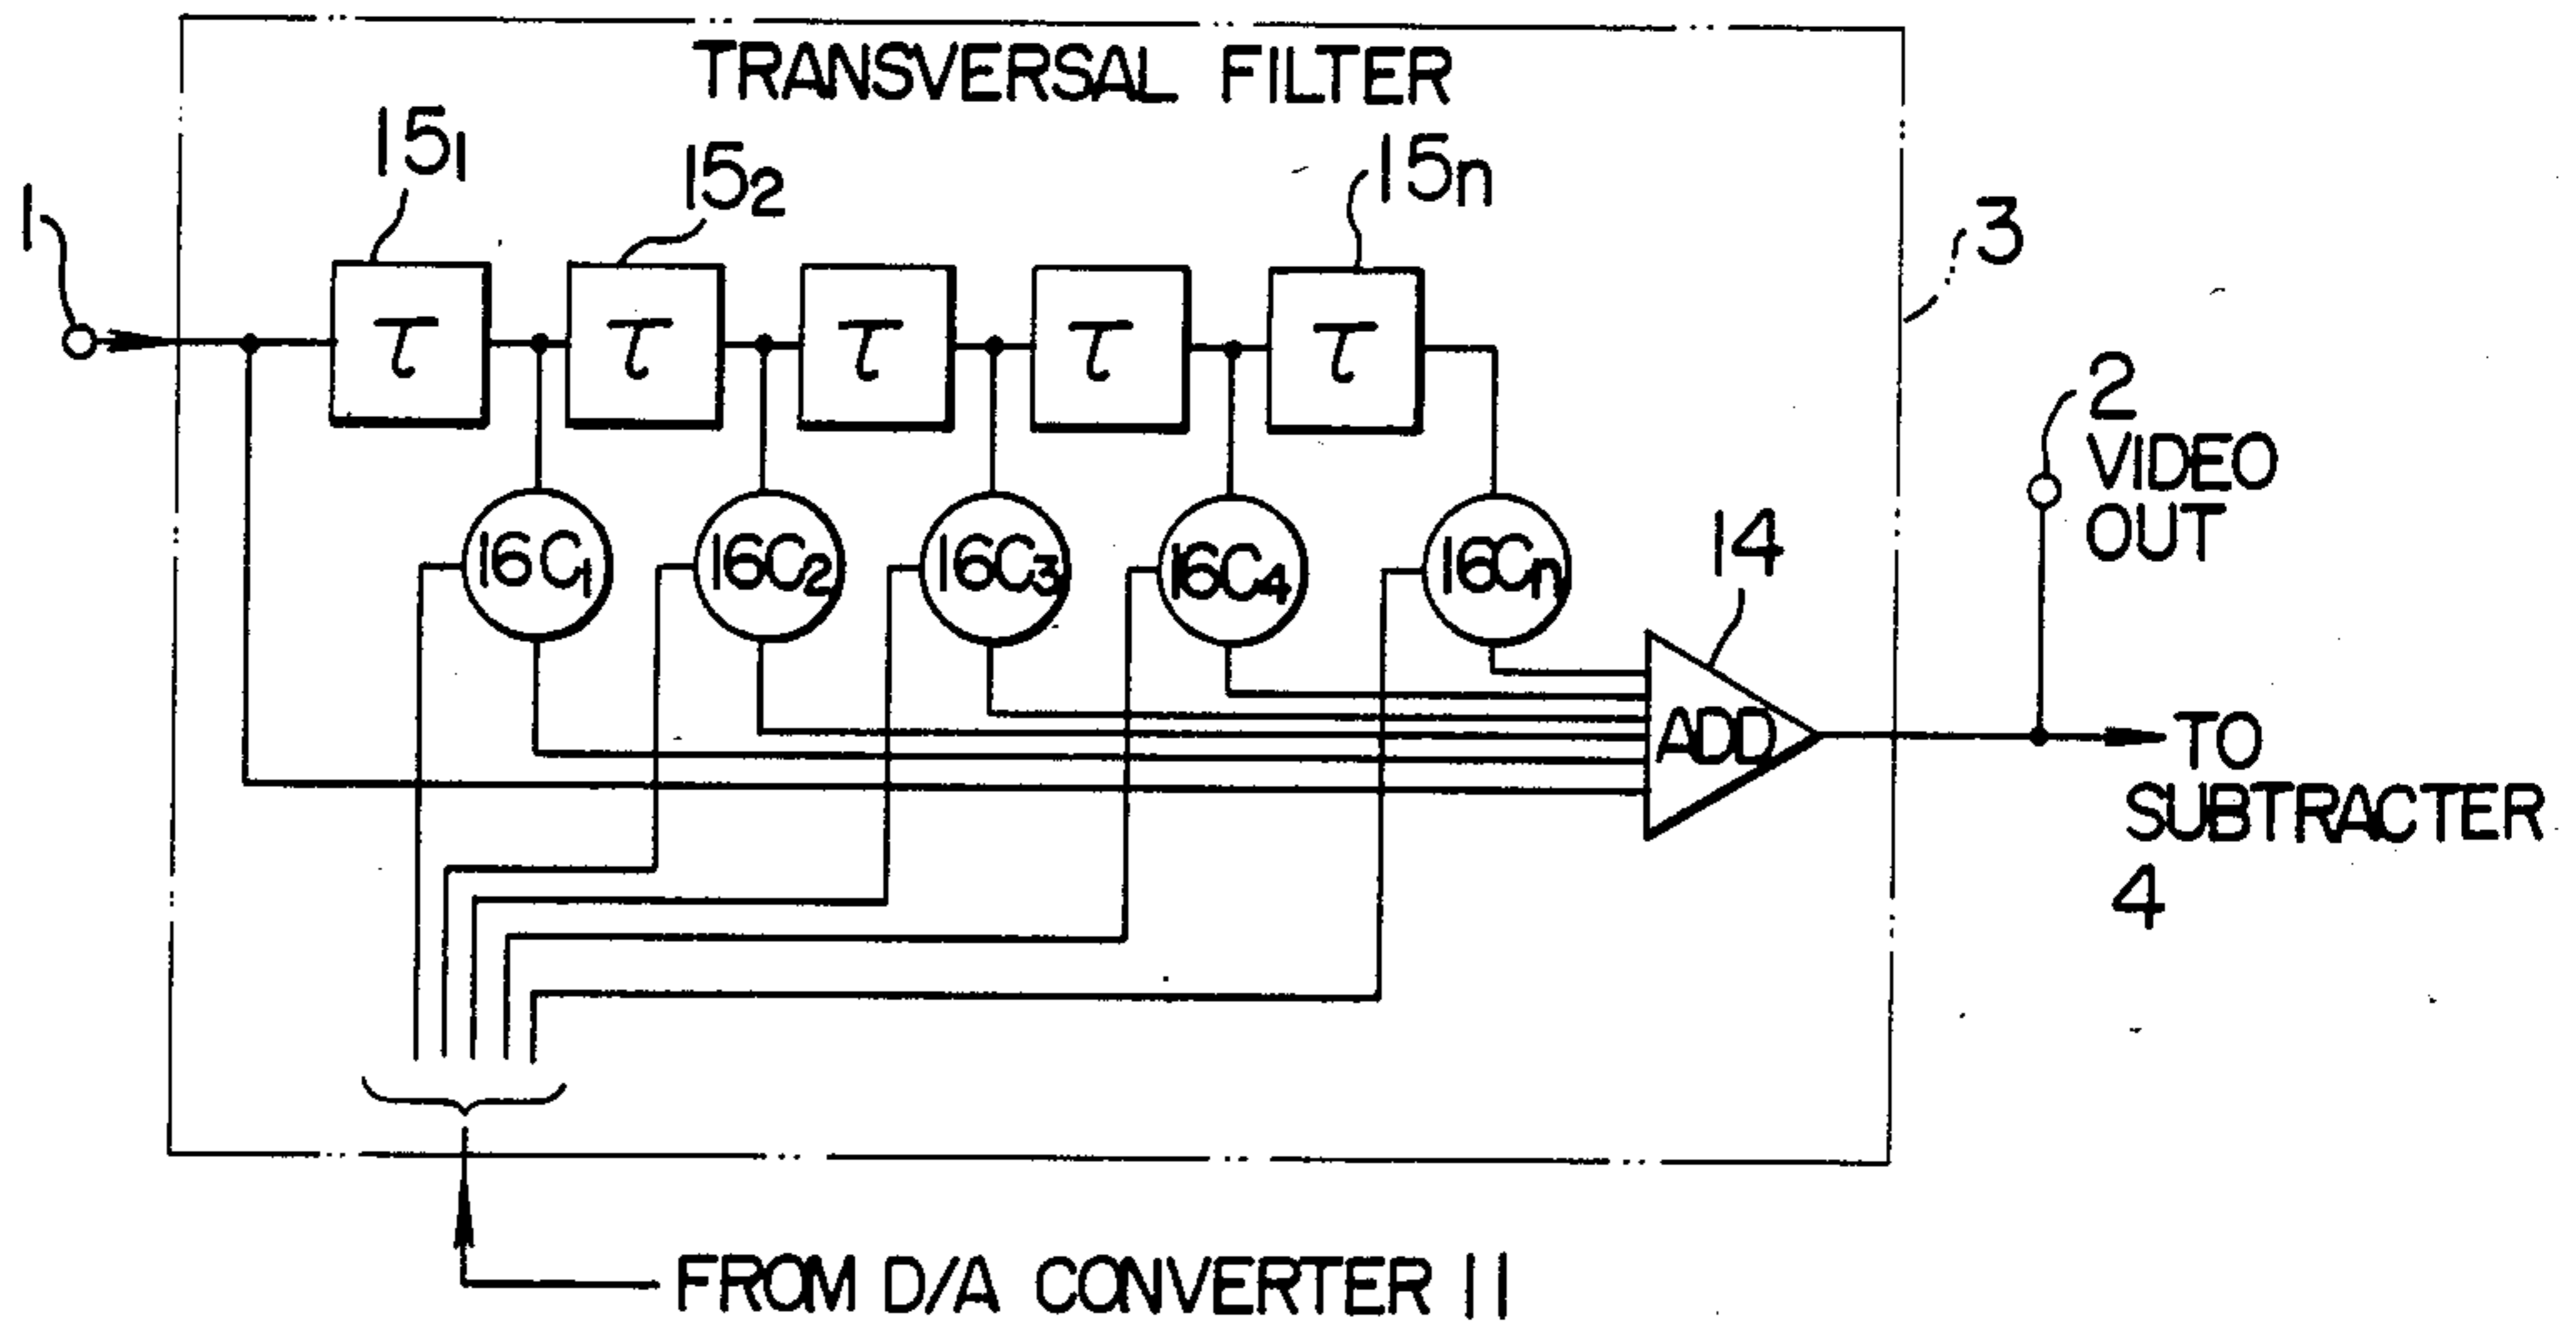 TRANSVERSAL FILTER
15₁
15₂
15n
1
3
τ τ τ τ τ
2
VIDEO
OUT
16C₁ 16C₂ 16C₃ 16C₄ 16Cn
14
ADD
TO
SUBTRACTER
4
FROM D/A CONVERTER 11